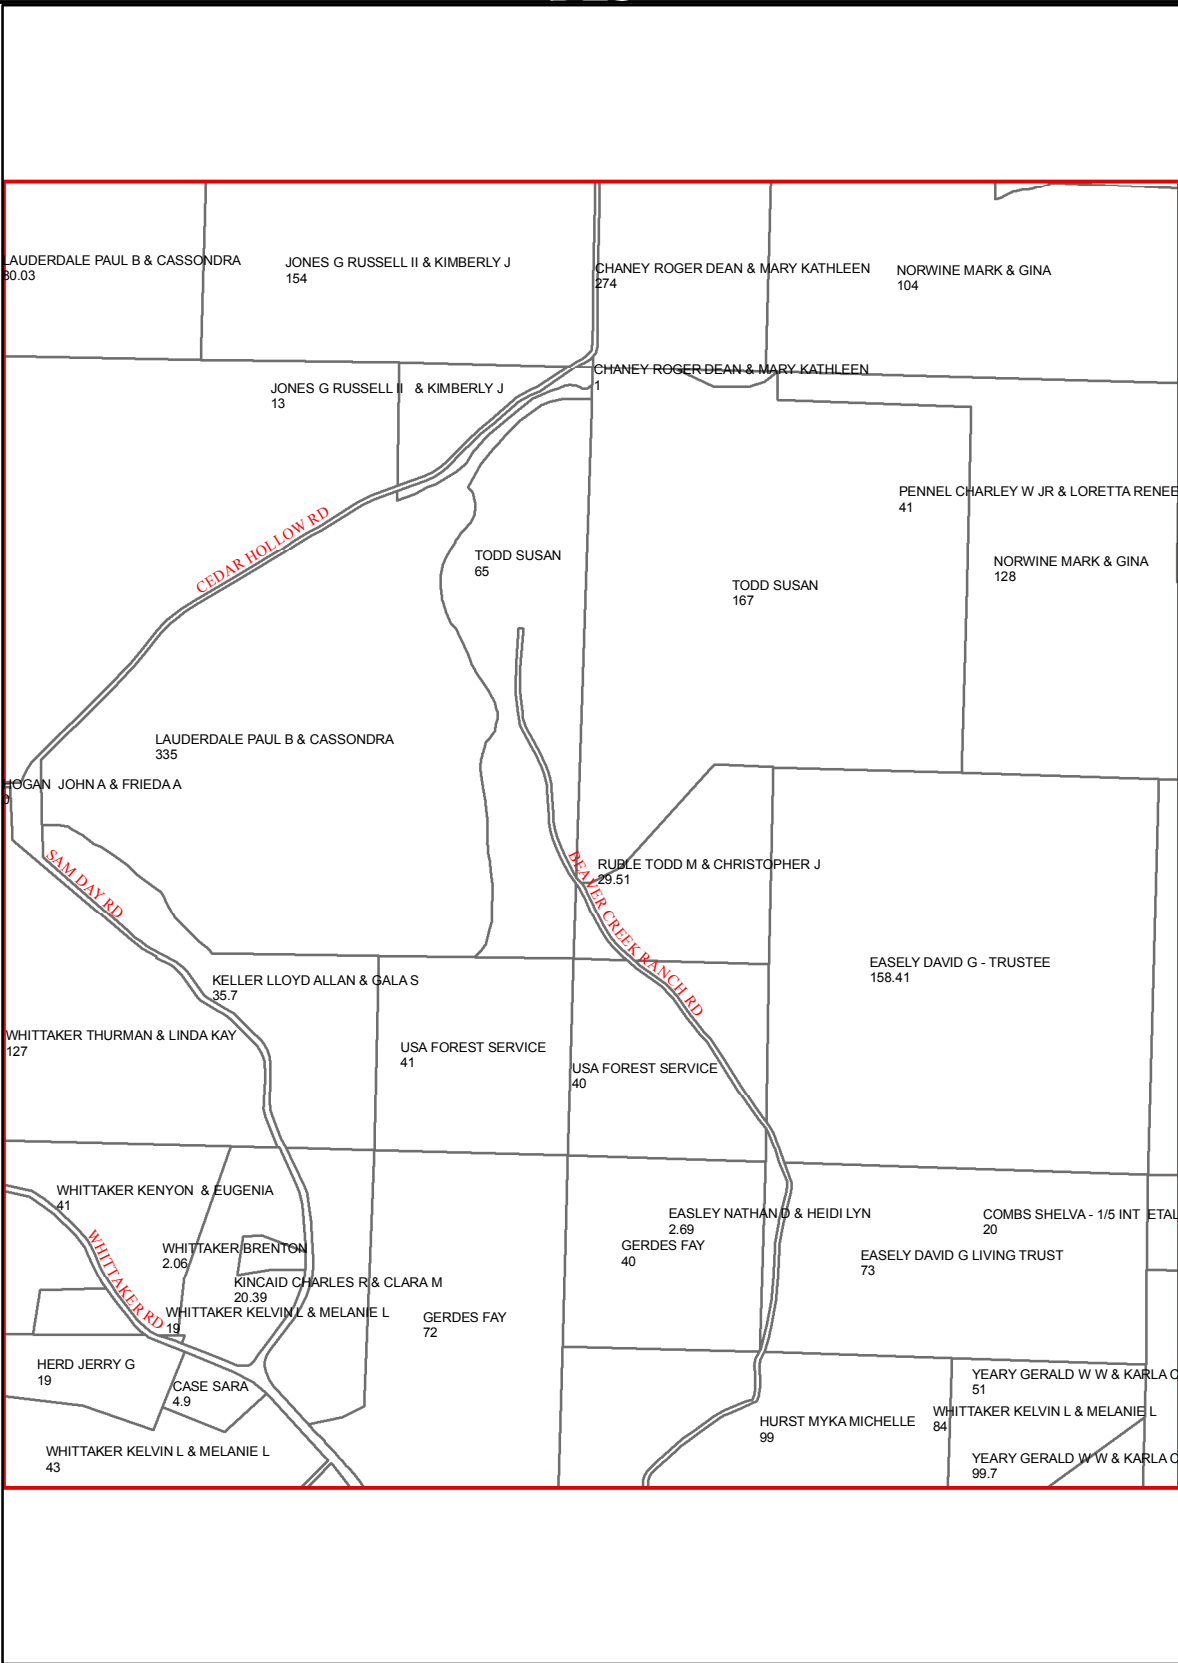 LAUDERDALE PAUL B & CASSONDRA
80.03
JONES G RUSSELL II & KIMBERLY J
154
CHANEY ROGER DEAN & MARY KATHLEEN
274
NORWINE MARK & GINA
104
JONES G RUSSELL II & KIMBERLY J
13
CHANEY ROGER DEAN & MARY KATHLEEN
1
PENNEL CHARLEY W JR & LORETTA RENEE
41
CEDAR HOLLOW RD
TODD SUSAN
65
TODD SUSAN
167
NORWINE MARK & GINA
128
LAUDERDALE PAUL B & CASSONDRA
335
HOGAN JOHN A & FRIEDA A
SAM DAY RD
BEAVER CREEK RANCH RD
RUBLE TODD M & CHRISTOPHER J
29.51
EASELY DAVID G - TRUSTEE
158.41
KELLER LLOYD ALLAN & GALA S
35.7
WHITTAKER THURMAN & LINDA KAY
127
USA FOREST SERVICE
41
USA FOREST SERVICE
40
WHITTAKER KENYON & EUGENIA
41
EASLEY NATHAN D & HEIDI LYN
2.69
COMBS SHELVA - 1/5 INT ETAL
20
WHITTAKER RD
WHITTAKER BRENTON
2.06
GERDES FAY
40
EASELY DAVID G LIVING TRUST
73
KINCAID CHARLES R & CLARA M
20.39
WHITTAKER KELVIN L & MELANIE L
19
GERDES FAY
72
HERD JERRY G
19
CASE SARA
4.9
YEARY GERALD W W & KARLA C
51
HURST MYKA MICHELLE
99
WHITTAKER KELVIN L & MELANIE L
84
WHITTAKER KELVIN L & MELANIE L
43
YEARY GERALD W W & KARLA C
99.7